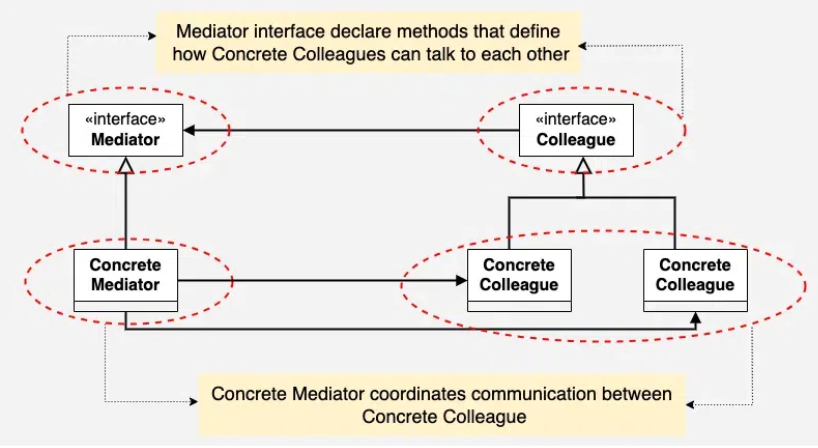 Mediator interface declare methods that define
how Concrete Colleagues can talk to each other
«interface»
Mediator
«interface»
Colleague
Concrete
Mediator
Concrete
Colleague
Concrete
Colleague
Concrete Mediator coordinates communication between
Concrete Colleague